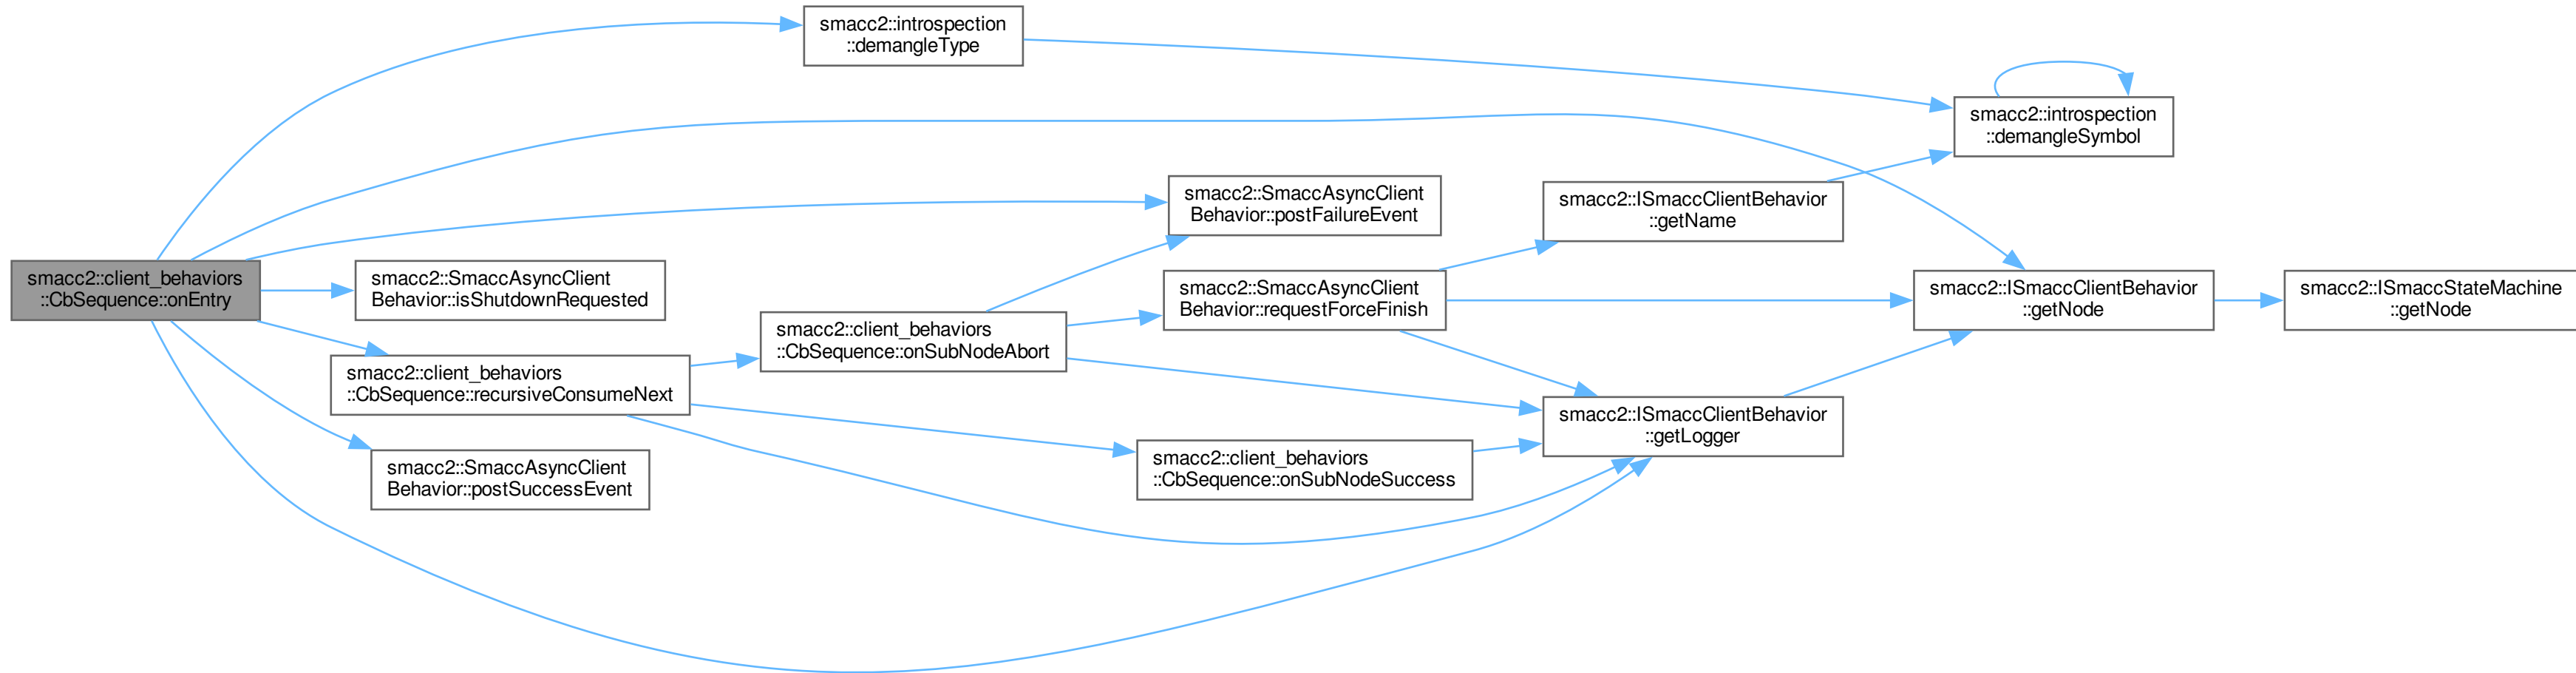 smacc2::introspection
::demangleType
smacc2::introspection
::demangleSymbol
smacc2::SmaccAsyncClient
Behavior::postFailureEvent
smacc2::ISmaccClientBehavior
::getName
smacc2::client_behaviors
::CbSequence::onEntry
smacc2::SmaccAsyncClient
Behavior::isShutdownRequested
smacc2::SmaccAsyncClient
Behavior::requestForceFinish
smacc2::ISmaccClientBehavior
::getNode
smacc2::ISmaccStateMachine
::getNode
smacc2::client_behaviors
::CbSequence::onSubNodeAbort
smacc2::client_behaviors
::CbSequence::recursiveConsumeNext
smacc2::ISmaccClientBehavior
::getLogger
smacc2::client_behaviors
::CbSequence::onSubNodeSuccess
smacc2::SmaccAsyncClient
Behavior::postSuccessEvent